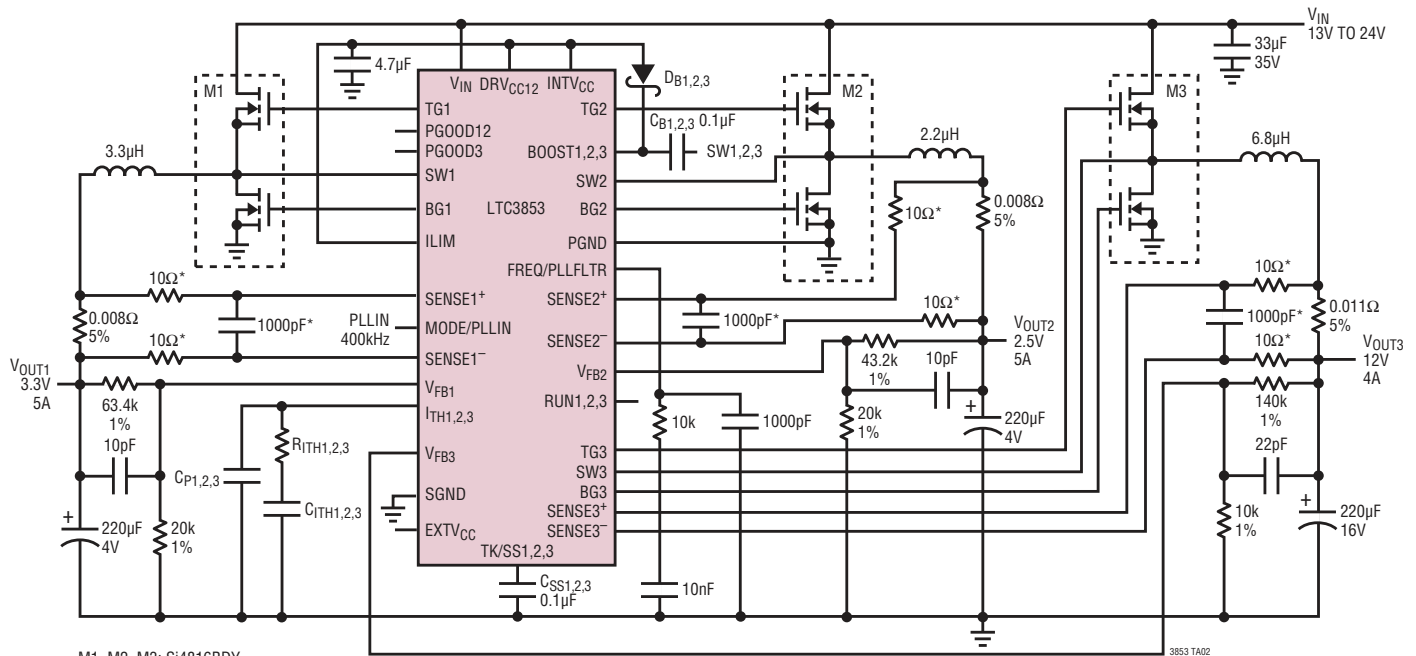 VIN
13V TO 24V
33µF
35V
4.7µF
VIN DRVCC12 INTVCC
DB1,2,3
M1
M2
M3
TG1
TG2
CB1,2,3 0.1µF
PGOOD12
PGOOD3
BOOST1,2,3
SW1,2,3
2.2µH
6.8µH
3.3µH
SW1
SW2
BG1
LTC3853
BG2
10Ω*
0.008Ω
5%
ILIM
PGND
FREQ/PLLFLTR
10Ω*
SENSE1+
SENSE2+
10Ω*
10Ω*
0.008Ω
5%
1000pF*
PLLIN
400kHz
MODE/PLLIN
1000pF*
1000pF*
0.011Ω
5%
10Ω*
SENSE1–
SENSE2–
10Ω*
VOUT1
3.3V
5A
VOUT2
2.5V
5A
VOUT3
12V
4A
63.4k
1%
VFB1
VFB2
43.2k
1%
10pF
140k
1%
ITH1,2,3
RUN1,2,3
10pF
RITH1,2,3
10k
1000pF
20k
1%
220µF
4V
+
CP1,2,3
VFB3
TG3
22pF
SW3
CITH1,2,3
SGND
BG3
+
220µF
4V
20k
1%
SENSE3+
10k
1%
+
220µF
16V
EXTVCC
SENSE3–
TK/SS1,2,3
CSS1,2,3
0.1µF
10nF
3853 TA02